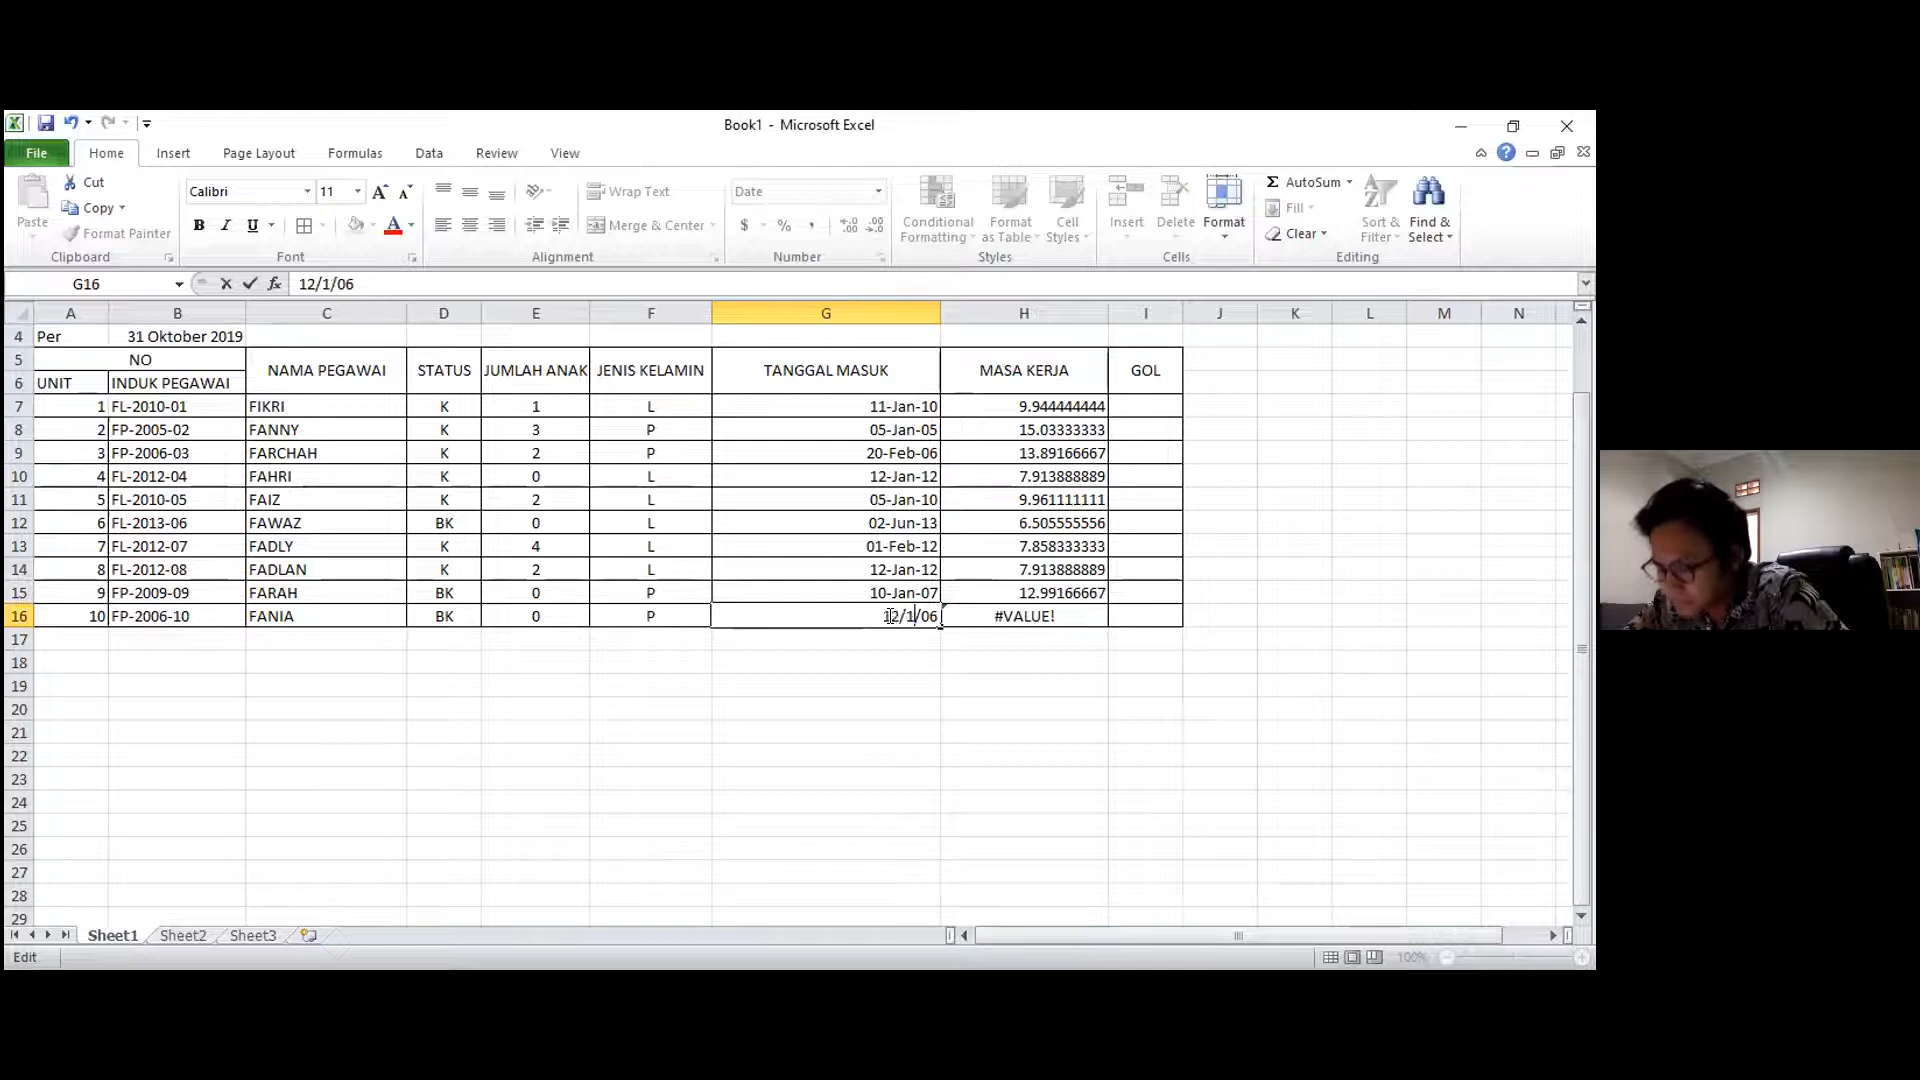 Book1 - Microsoft Excel
File Home Insert Page Layout Formulas Data Review View
Paste Cut Copy Format Painter
Calibri 11
B I U A
Wrap Text
Merge & Center
Date
$ % ,
Conditional Formatting Format as Table Cell Styles
Insert Delete Format
Σ AutoSum Fill Clear
Sort & Filter Find & Select
Clipboard Font Alignment Number Styles Cells Editing
G16 fx 12/1/06
A B C D E F G H I J K L M N
4 Per 31 Oktober 2019
5 NO NAMA PEGAWAI STATUS JUMLAH ANAK JENIS KELAMIN TANGGAL MASUK MASA KERJA GOL
6 UNIT INDUK PEGAWAI
7 1 FL-2010-01 FIKRI K 1 L 11-Jan-10 9.944444444
8 2 FP-2005-02 FANNY K 3 P 05-Jan-05 15.03333333
9 3 FP-2006-03 FARCHAH K 2 P 20-Feb-06 13.89166667
10 4 FL-2012-04 FAHRI K 0 L 12-Jan-12 7.913888889
11 5 FL-2010-05 FAIZ K 2 L 05-Jan-10 9.961111111
12 6 FL-2013-06 FAWAZ BK 0 L 02-Jun-13 6.505555556
13 7 FL-2012-07 FADLY K 4 L 01-Feb-12 7.858333333
14 8 FL-2012-08 FADLAN K 2 L 12-Jan-12 7.913888889
15 9 FP-2009-09 FARAH BK 0 P 10-Jan-07 12.99166667
16 10 FP-2006-10 FANIA BK 0 P 12/1/06 #VALUE!
17
18
19
20
21
22
23
24
25
26
27
28
29
Sheet1 Sheet2 Sheet3
Edit 100%